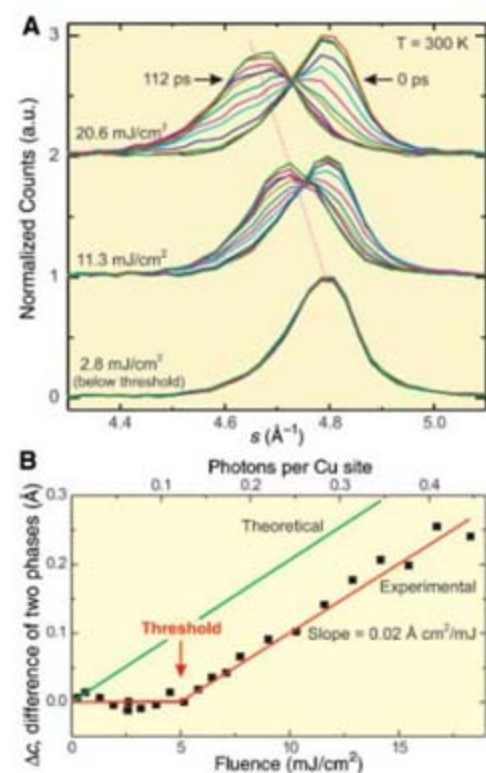 A
3
T = 300 K
112 ps
0 ps
20.6 mJ/cm²
2
11.3 mJ/cm²
1
2.8 mJ/cm²
(below threshold)
0
Normalized Counts (a.u.)
4.4 4.6 4.8 5.0
s (Å⁻¹)
B
Photons per Cu site
0.1 0.2 0.3 0.4
0.3
Theoretical
0.2
Experimental
Threshold
0.1
Slope = 0.02 Å cm²/mJ
0.0
Δc, difference of two phases (Å)
0 5 10 15
Fluence (mJ/cm²)